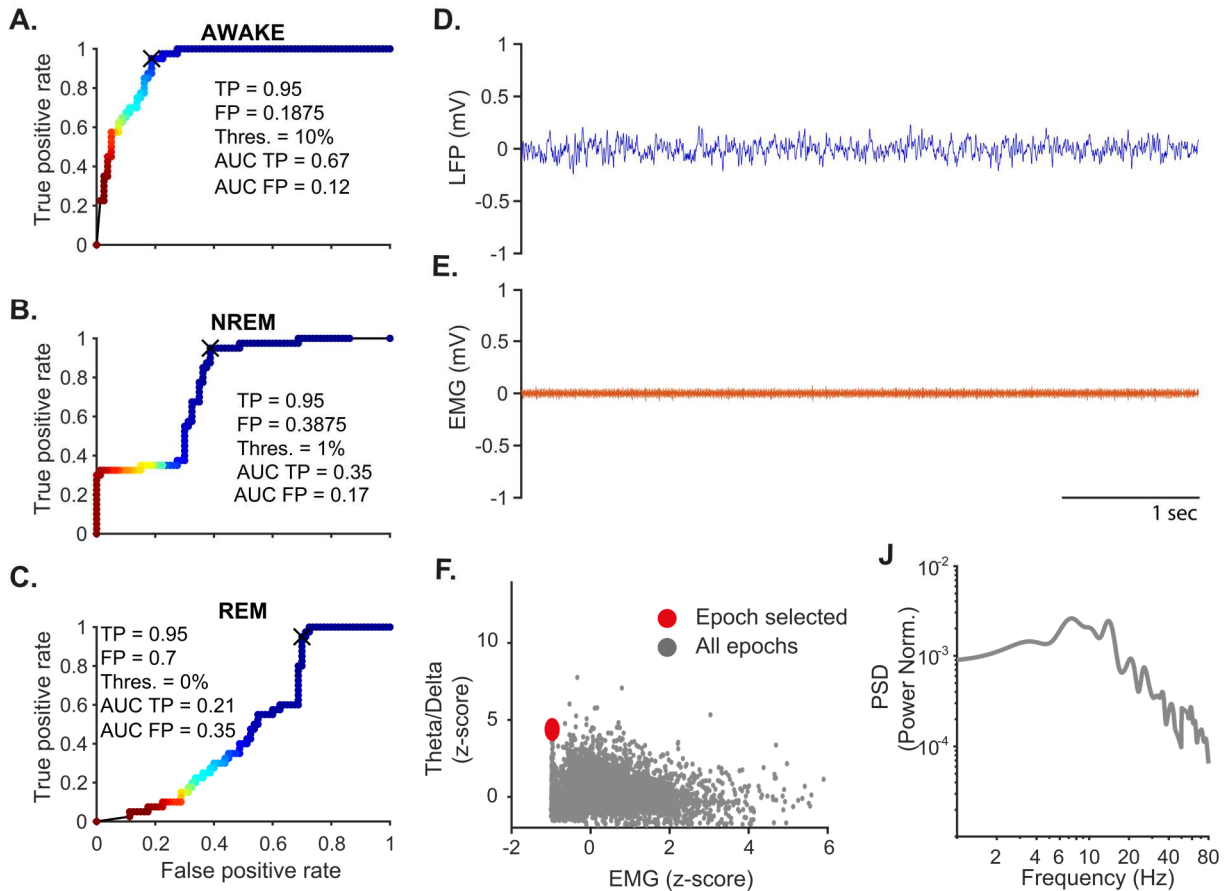 A.
AWAKE
True positive rate
1
0.8
0.6
0.4
0.2
0
TP = 0.95
FP = 0.1875
Thres. = 10%
AUC TP = 0.67
AUC FP = 0.12
B.
NREM
True positive rate
1
0.8
0.6
0.4
0.2
0
TP = 0.95
FP = 0.3875
Thres. = 1%
AUC TP = 0.35
AUC FP = 0.17
C.
REM
True positive rate
1
0.8
0.6
0.4
0.2
0
TP = 0.95
FP = 0.7
Thres. = 0%
AUC TP = 0.21
AUC FP = 0.35
0 0.2 0.4 0.6 0.8 1
False positive rate
D.
LFP (mV)
1
0.5
0
-0.5
-1
E.
EMG (mV)
1
0.5
0
-0.5
-1
1 sec
F.
Theta/Delta
(z-score)
10
5
0
Epoch selected
All epochs
-2 0 2 4 6
EMG (z-score)
J
PSD
(Power Norm.)
10-2
10-3
10-4
2 4 6 10 20 40 80
Frequency (Hz)